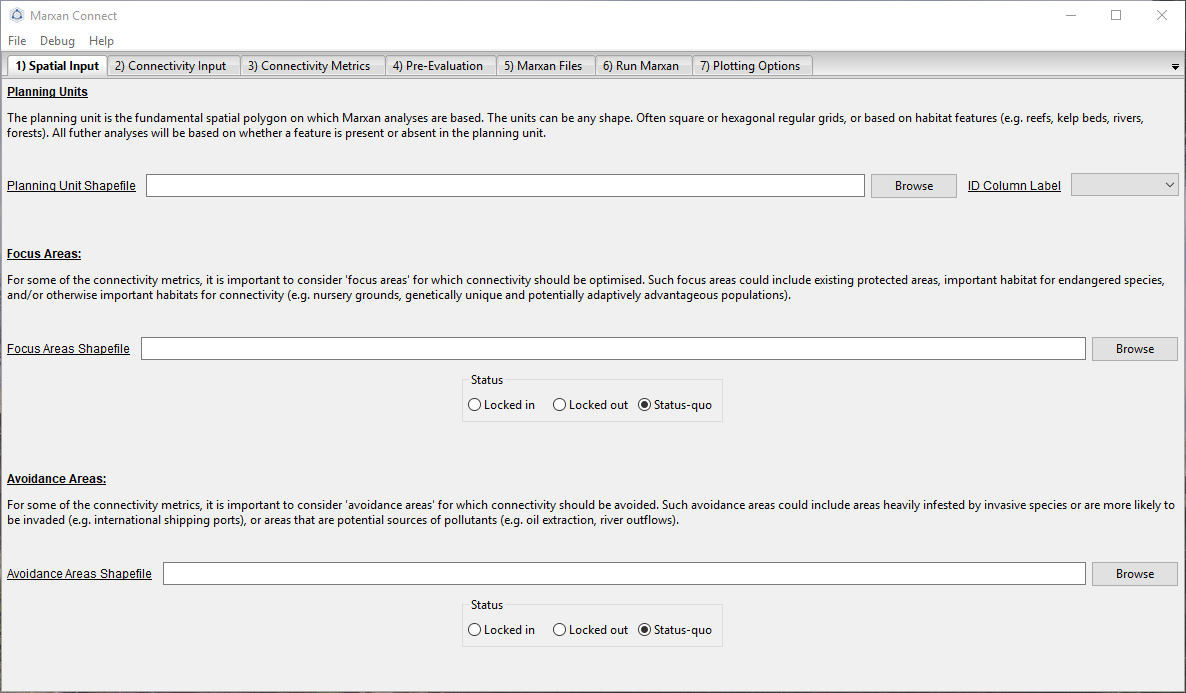 Marxan Connect
File Debug Help
1) Spatial Input 2) Connectivity Input 3) Connectivity Metrics 4) Pre-Evaluation 5) Marxan Files 6) Run Marxan 7) Plotting Options
Planning Units
The planning unit is the fundamental spatial polygon on which Marxan analyses are based. The units can be any shape. Often square or hexagonal regular grids, or based on habitat features (e.g. reefs, kelp beds, rivers,
forests). All futher analyses will be based on whether a feature is present or absent in the planning unit.
Planning Unit Shapefile Browse ID Column Label
Focus Areas:
For some of the connectivity metrics, it is important to consider 'focus areas' for which connectivity should be optimised. Such focus areas could include existing protected areas, important habitat for endangered species,
and/or otherwise important habitats for connectivity (e.g. nursery grounds, genetically unique and potentially adaptively advantageous populations).
Focus Areas Shapefile Browse
Status
Locked in Locked out Status-quo
Avoidance Areas:
For some of the connectivity metrics, it is important to consider 'avoidance areas' for which connectivity should be avoided. Such avoidance areas could include areas heavily infested by invasive species or are more likely to
be invaded (e.g. international shipping ports), or areas that are potential sources of pollutants (e.g. oil extraction, river outflows).
Avoidance Areas Shapefile Browse
Status
Locked in Locked out Status-quo